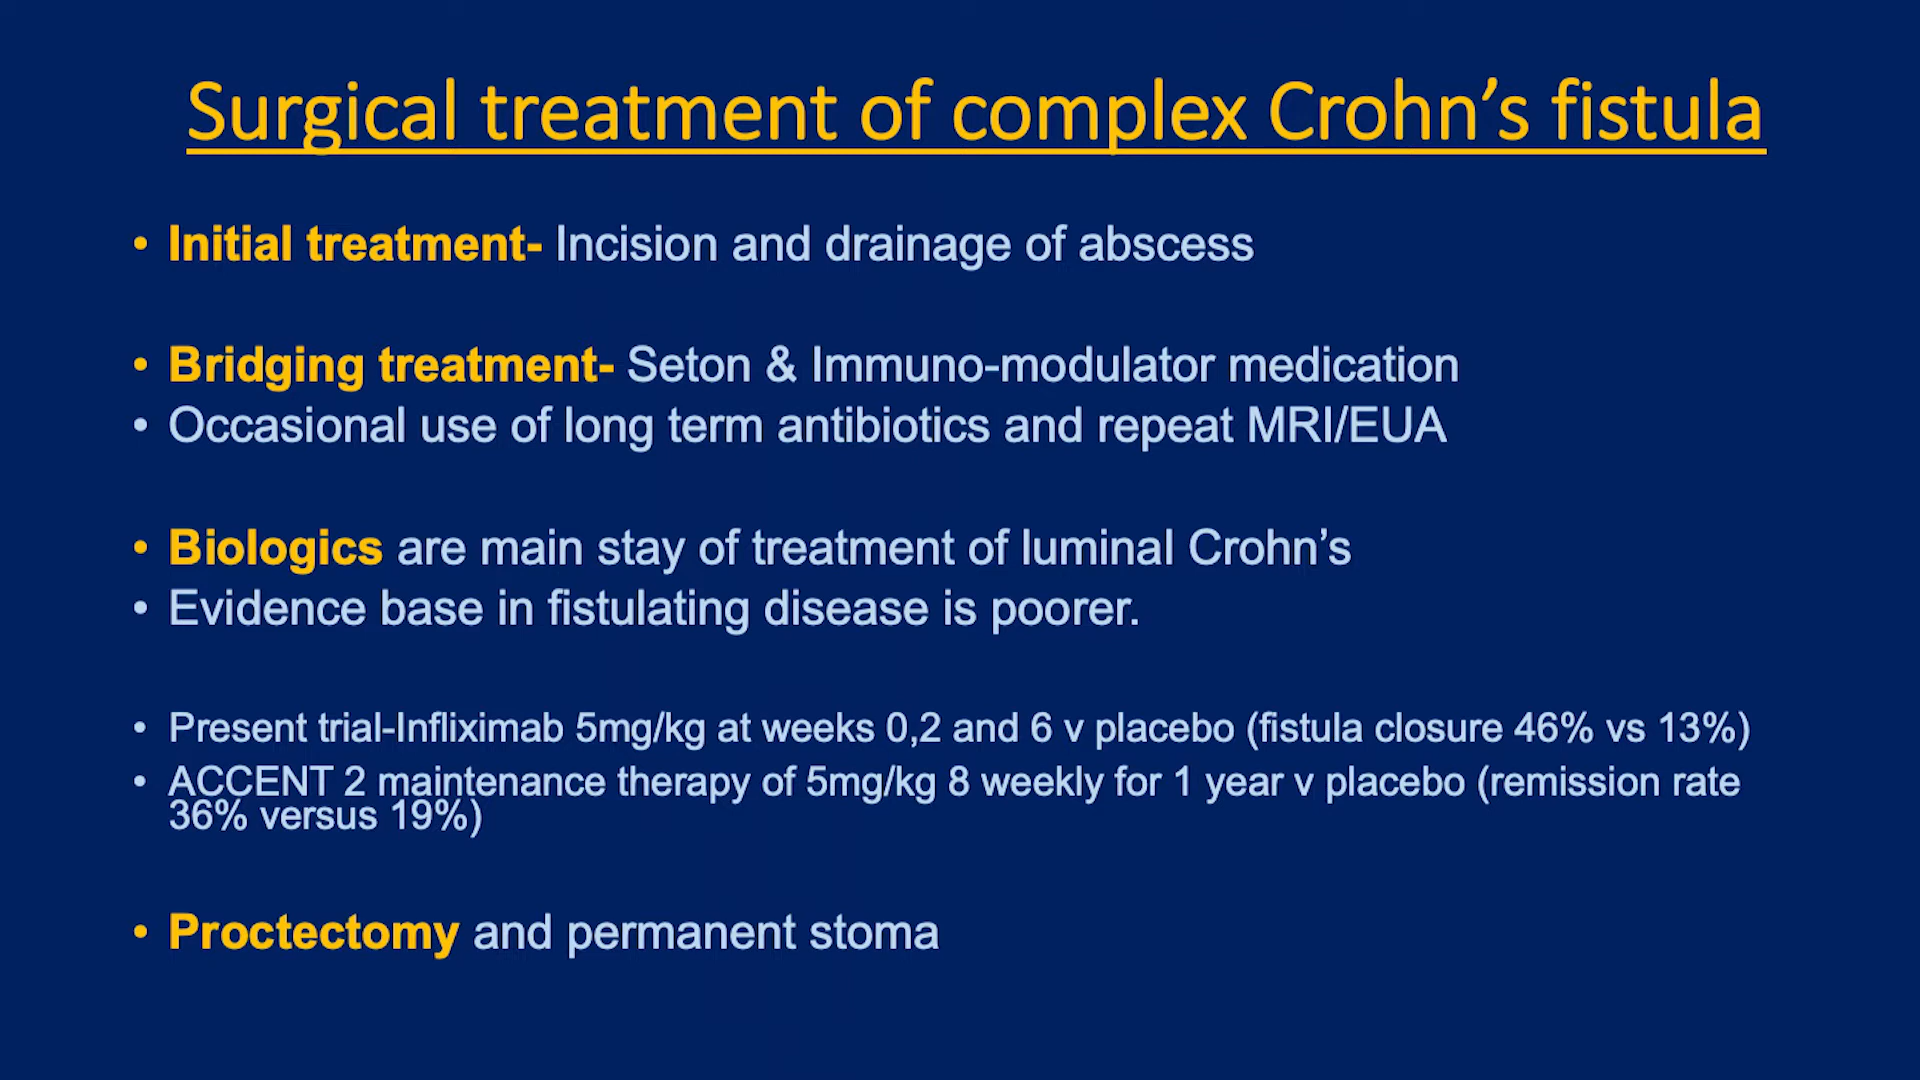 Surgical treatment of complex Crohn’s fistula
• Initial treatment- Incision and drainage of abscess
• Bridging treatment- Seton & Immuno-modulator medication
• Occasional use of long term antibiotics and repeat MRI/EUA
• Biologics are main stay of treatment of luminal Crohn’s
• Evidence base in fistulating disease is poorer.
• Present trial-Infliximab 5mg/kg at weeks 0,2 and 6 v placebo (fistula closure 46% vs 13%)
• ACCENT 2 maintenance therapy of 5mg/kg 8 weekly for 1 year v placebo (remission rate
36% versus 19%)
• Proctectomy and permanent stoma